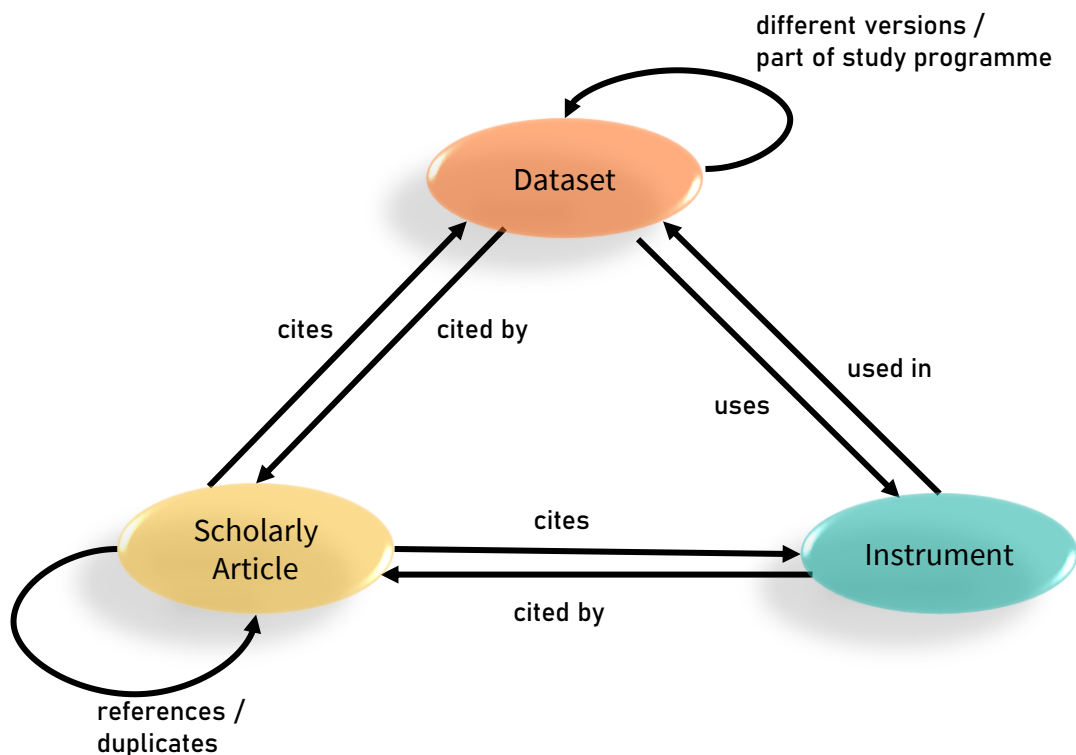 different versions /
part of study programme
Dataset
cites
cited by
used in
uses
Scholarly
Article
cites
Instrument
cited by
references /
duplicates